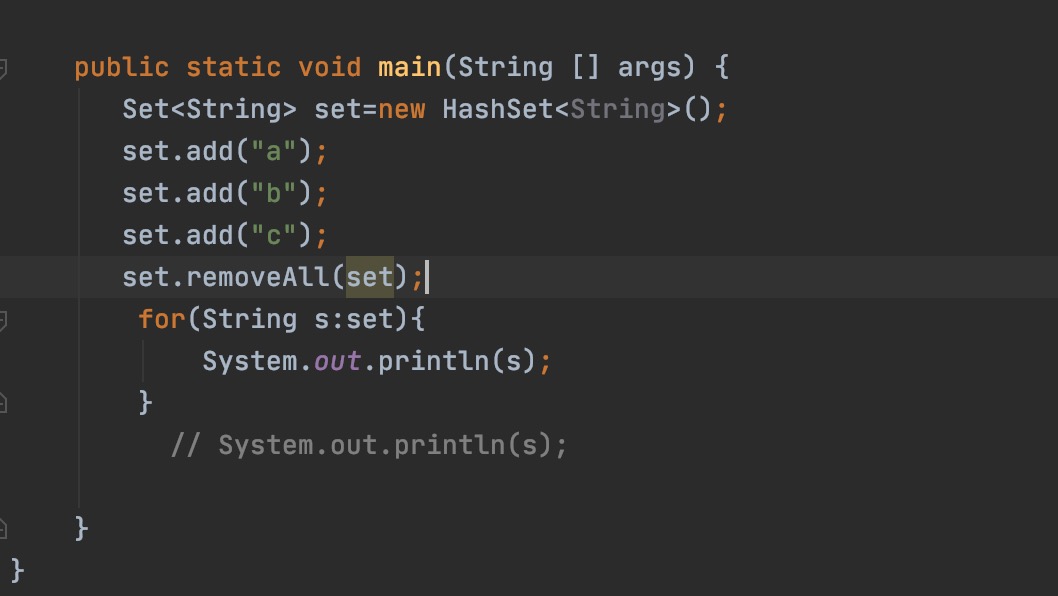 public static void main(String [] args) {
Set<String> set=new HashSet<String>();
set.add("a");
set.add("b");
set.add("c");
set.removeAll(set);
for(String s:set){
System.out.println(s);
}
// System.out.println(s);
}
}